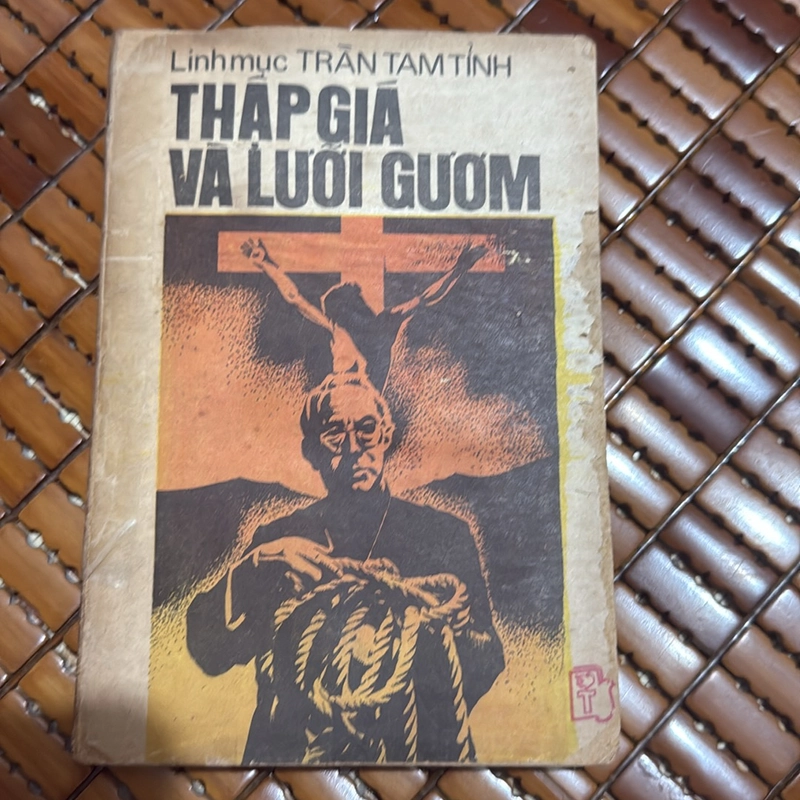 Linh mục TRẦN TAM TỈNH
THẬP GIÁ
VÀ LƯỠI GƯƠM